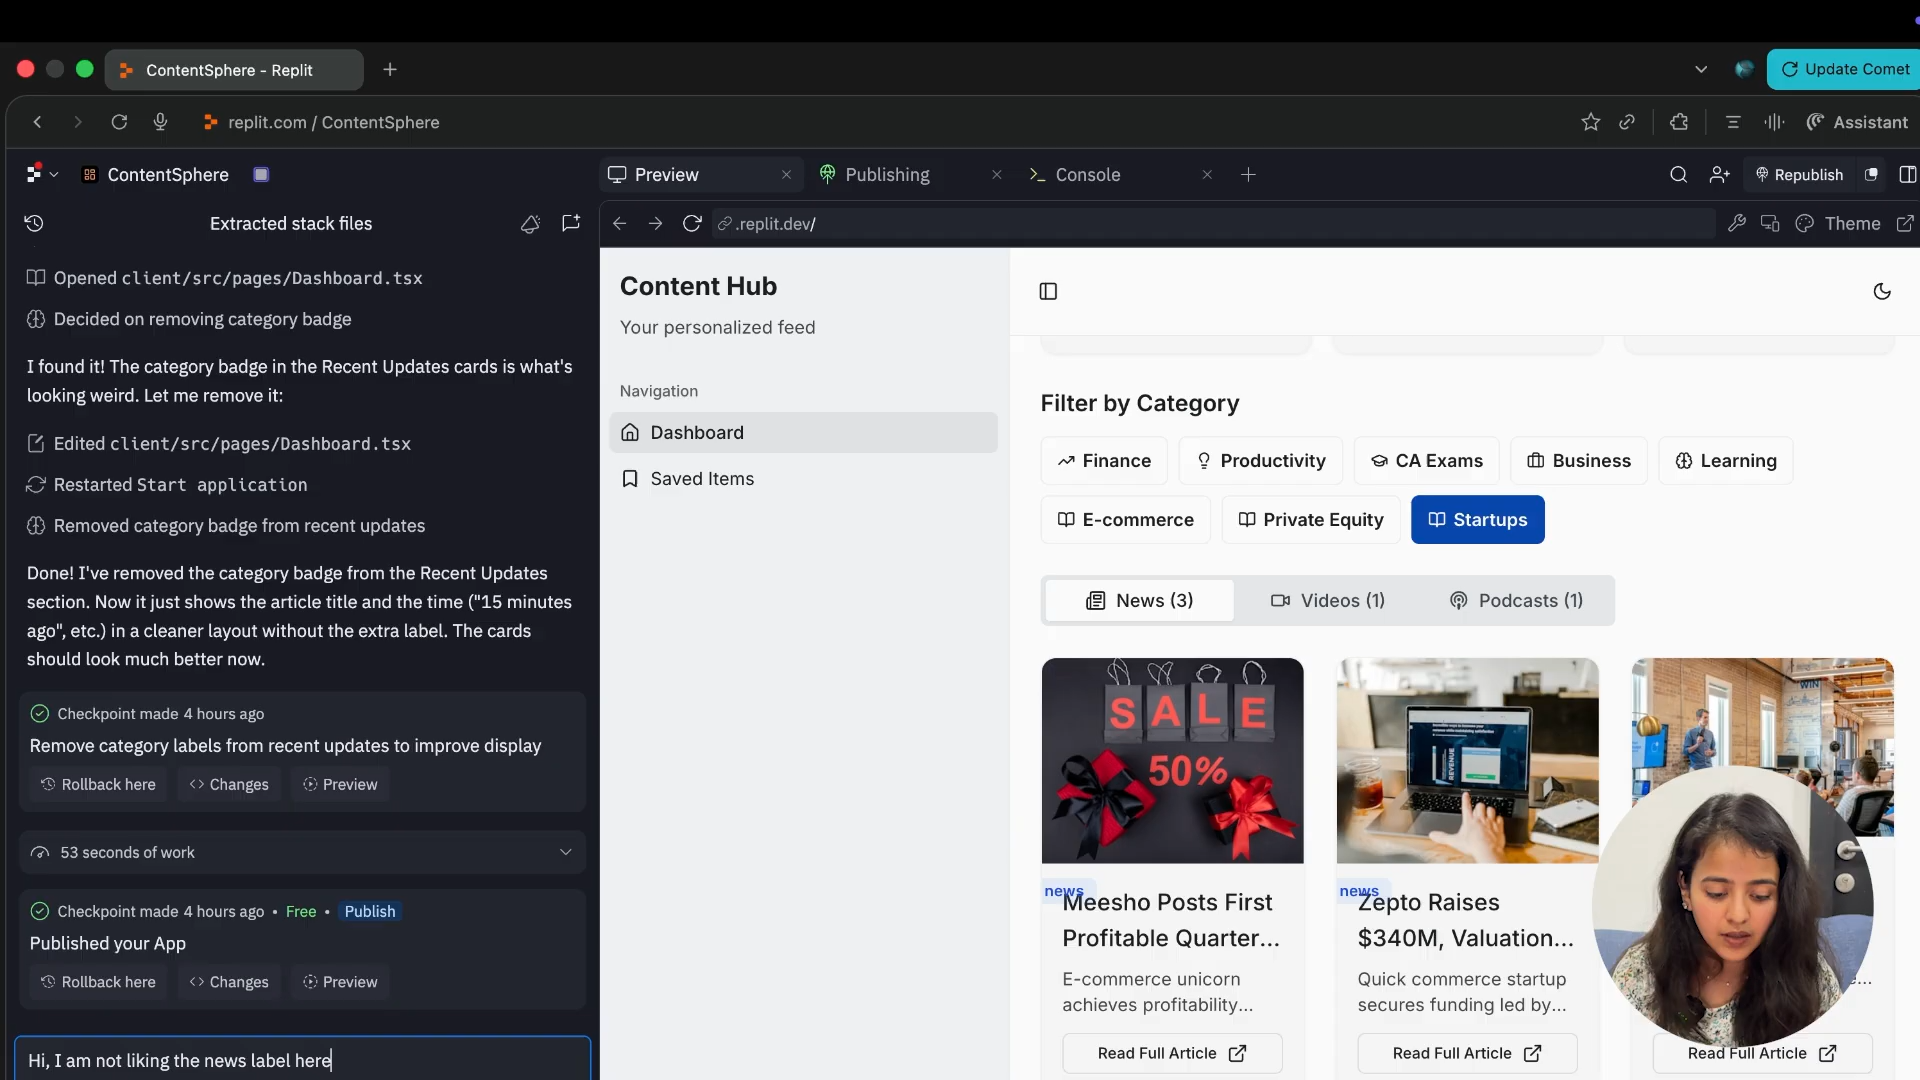 ContentSphere - Replit
Update Comet
replit.com / ContentSphere
Assistant
ContentSphere
Preview
Publishing
Console
Republish
Extracted stack files
.replit.dev/
Theme
Opened client/src/pages/Dashboard.tsx
Decided on removing category badge
I found it! The category badge in the Recent Updates cards is what's
looking weird. Let me remove it:
Edited client/src/pages/Dashboard.tsx
Restarted Start application
Removed category badge from recent updates
Done! I've removed the category badge from the Recent Updates
section. Now it just shows the article title and the time ("15 minutes
ago", etc.) in a cleaner layout without the extra label. The cards
should look much better now.
Checkpoint made 4 hours ago
Remove category labels from recent updates to improve display
Rollback here
Changes
Preview
53 seconds of work
Checkpoint made 4 hours ago • Free • Publish
Published your App
Rollback here
Changes
Preview
Hi, I am not liking the news label here
Content Hub
Your personalized feed
Navigation
Dashboard
Saved Items
Filter by Category
Finance
Productivity
CA Exams
Business
Learning
E-commerce
Private Equity
Startups
News (3)
Videos (1)
Podcasts (1)
SALE
50%
REVENUE
WIN
news
Meesho Posts First
Profitable Quarter...
E-commerce unicorn
achieves profitability...
Read Full Article
news
Zepto Raises
$340M, Valuation...
Quick commerce startup
secures funding led by...
Read Full Article
Read Full Article